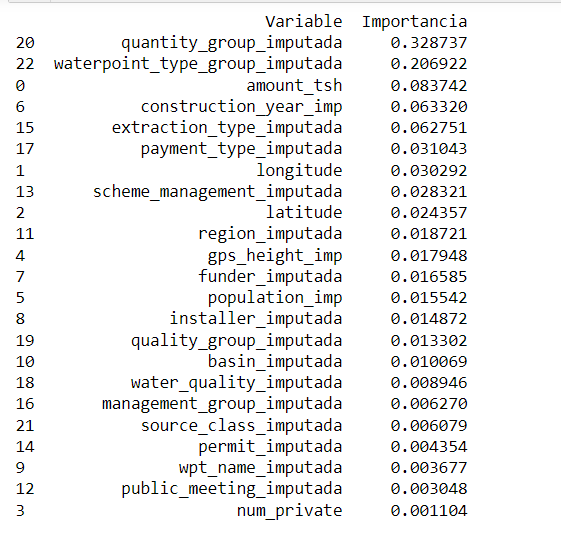 Variable Importancia
20 quantity_group_imputada 0.328737
22 waterpoint_type_group_imputada 0.206922
0 amount_tsh 0.083742
6 construction_year_imp 0.063320
15 extraction_type_imputada 0.062751
17 payment_type_imputada 0.031043
1 longitude 0.030292
13 scheme_management_imputada 0.028321
2 latitude 0.024357
11 region_imputada 0.018721
4 gps_height_imp 0.017948
7 funder_imputada 0.016585
5 population_imp 0.015542
8 installer_imputada 0.014872
19 quality_group_imputada 0.013302
10 basin_imputada 0.010069
18 water_quality_imputada 0.008946
16 management_group_imputada 0.006270
21 source_class_imputada 0.006079
14 permit_imputada 0.004354
9 wpt_name_imputada 0.003677
12 public_meeting_imputada 0.003048
3 num_private 0.001104